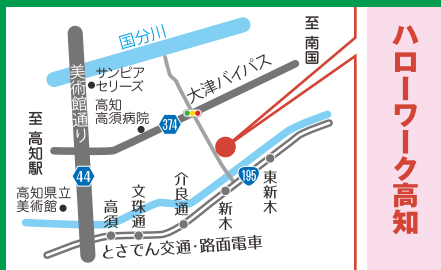 至 南国
国分川
美術館通り
サンピア
セリーズ
大津バイパス
高知
高須病院
374
至 高知駅
44
195
高知県立
美術館
高須
文珠通
介良通
新木
東新木
とさでん交通・路面電車
ハローワーク高知